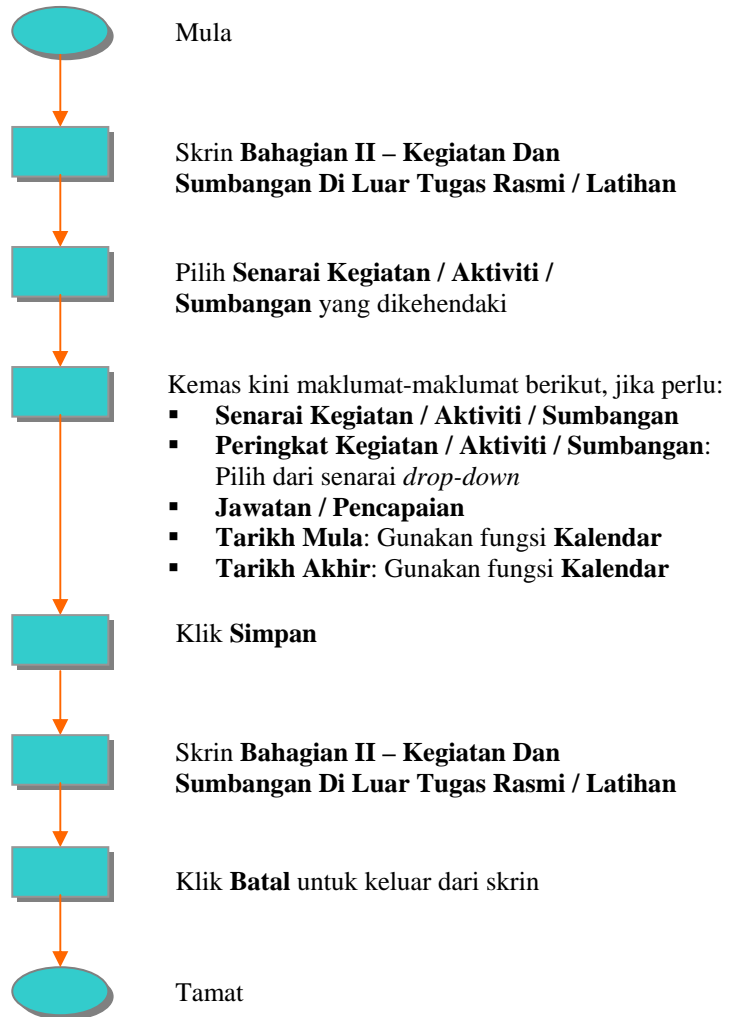 Mula
Skrin Bahagian II – Kegiatan Dan
Sumbangan Di Luar Tugas Rasmi / Latihan
Pilih Senarai Kegiatan / Aktiviti /
Sumbangan yang dikehendaki
Kemas kini maklumat-maklumat berikut, jika perlu:
▪ Senarai Kegiatan / Aktiviti / Sumbangan
▪ Peringkat Kegiatan / Aktiviti / Sumbangan:
Pilih dari senarai drop-down
▪ Jawatan / Pencapaian
▪ Tarikh Mula: Gunakan fungsi Kalendar
▪ Tarikh Akhir: Gunakan fungsi Kalendar
Klik Simpan
Skrin Bahagian II – Kegiatan Dan
Sumbangan Di Luar Tugas Rasmi / Latihan
Klik Batal untuk keluar dari skrin
Tamat